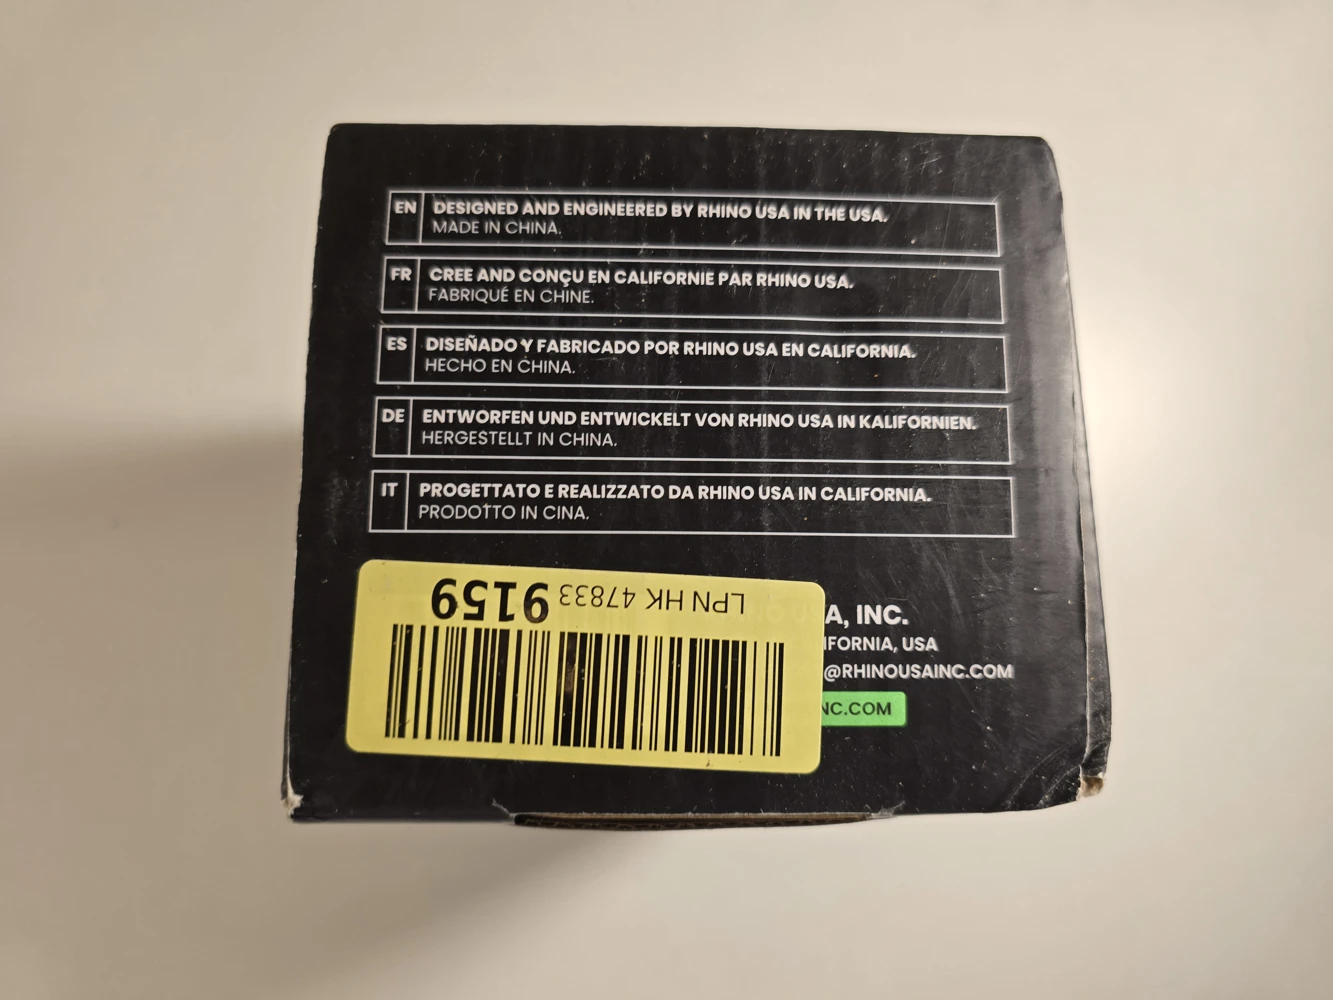 EN
DESIGNED AND ENGINEERED BY RHINO USA IN THE USA.
MADE IN CHINA.
FR
CREE AND CONÇU EN CALIFORNIE PAR RHINO USA.
FABRIQUÉ EN CHINE.
ES
DISEÑADO Y FABRICADO POR RHINO USA EN CALIFORNIA.
HECHO EN CHINA.
DE
ENTWORFEN UND ENTWICKELT VON RHINO USA IN KALIFORNIEN.
HERGESTELLT IN CHINA.
IT
PROGETTATO E REALIZZATO DA RHINO USA IN CALIFORNIA.
PRODOTTO IN CINA.
LPN HK 47833 9159
A, INC.
IFORNIA, USA
@RHINOUSAINC.COM
NC.COM